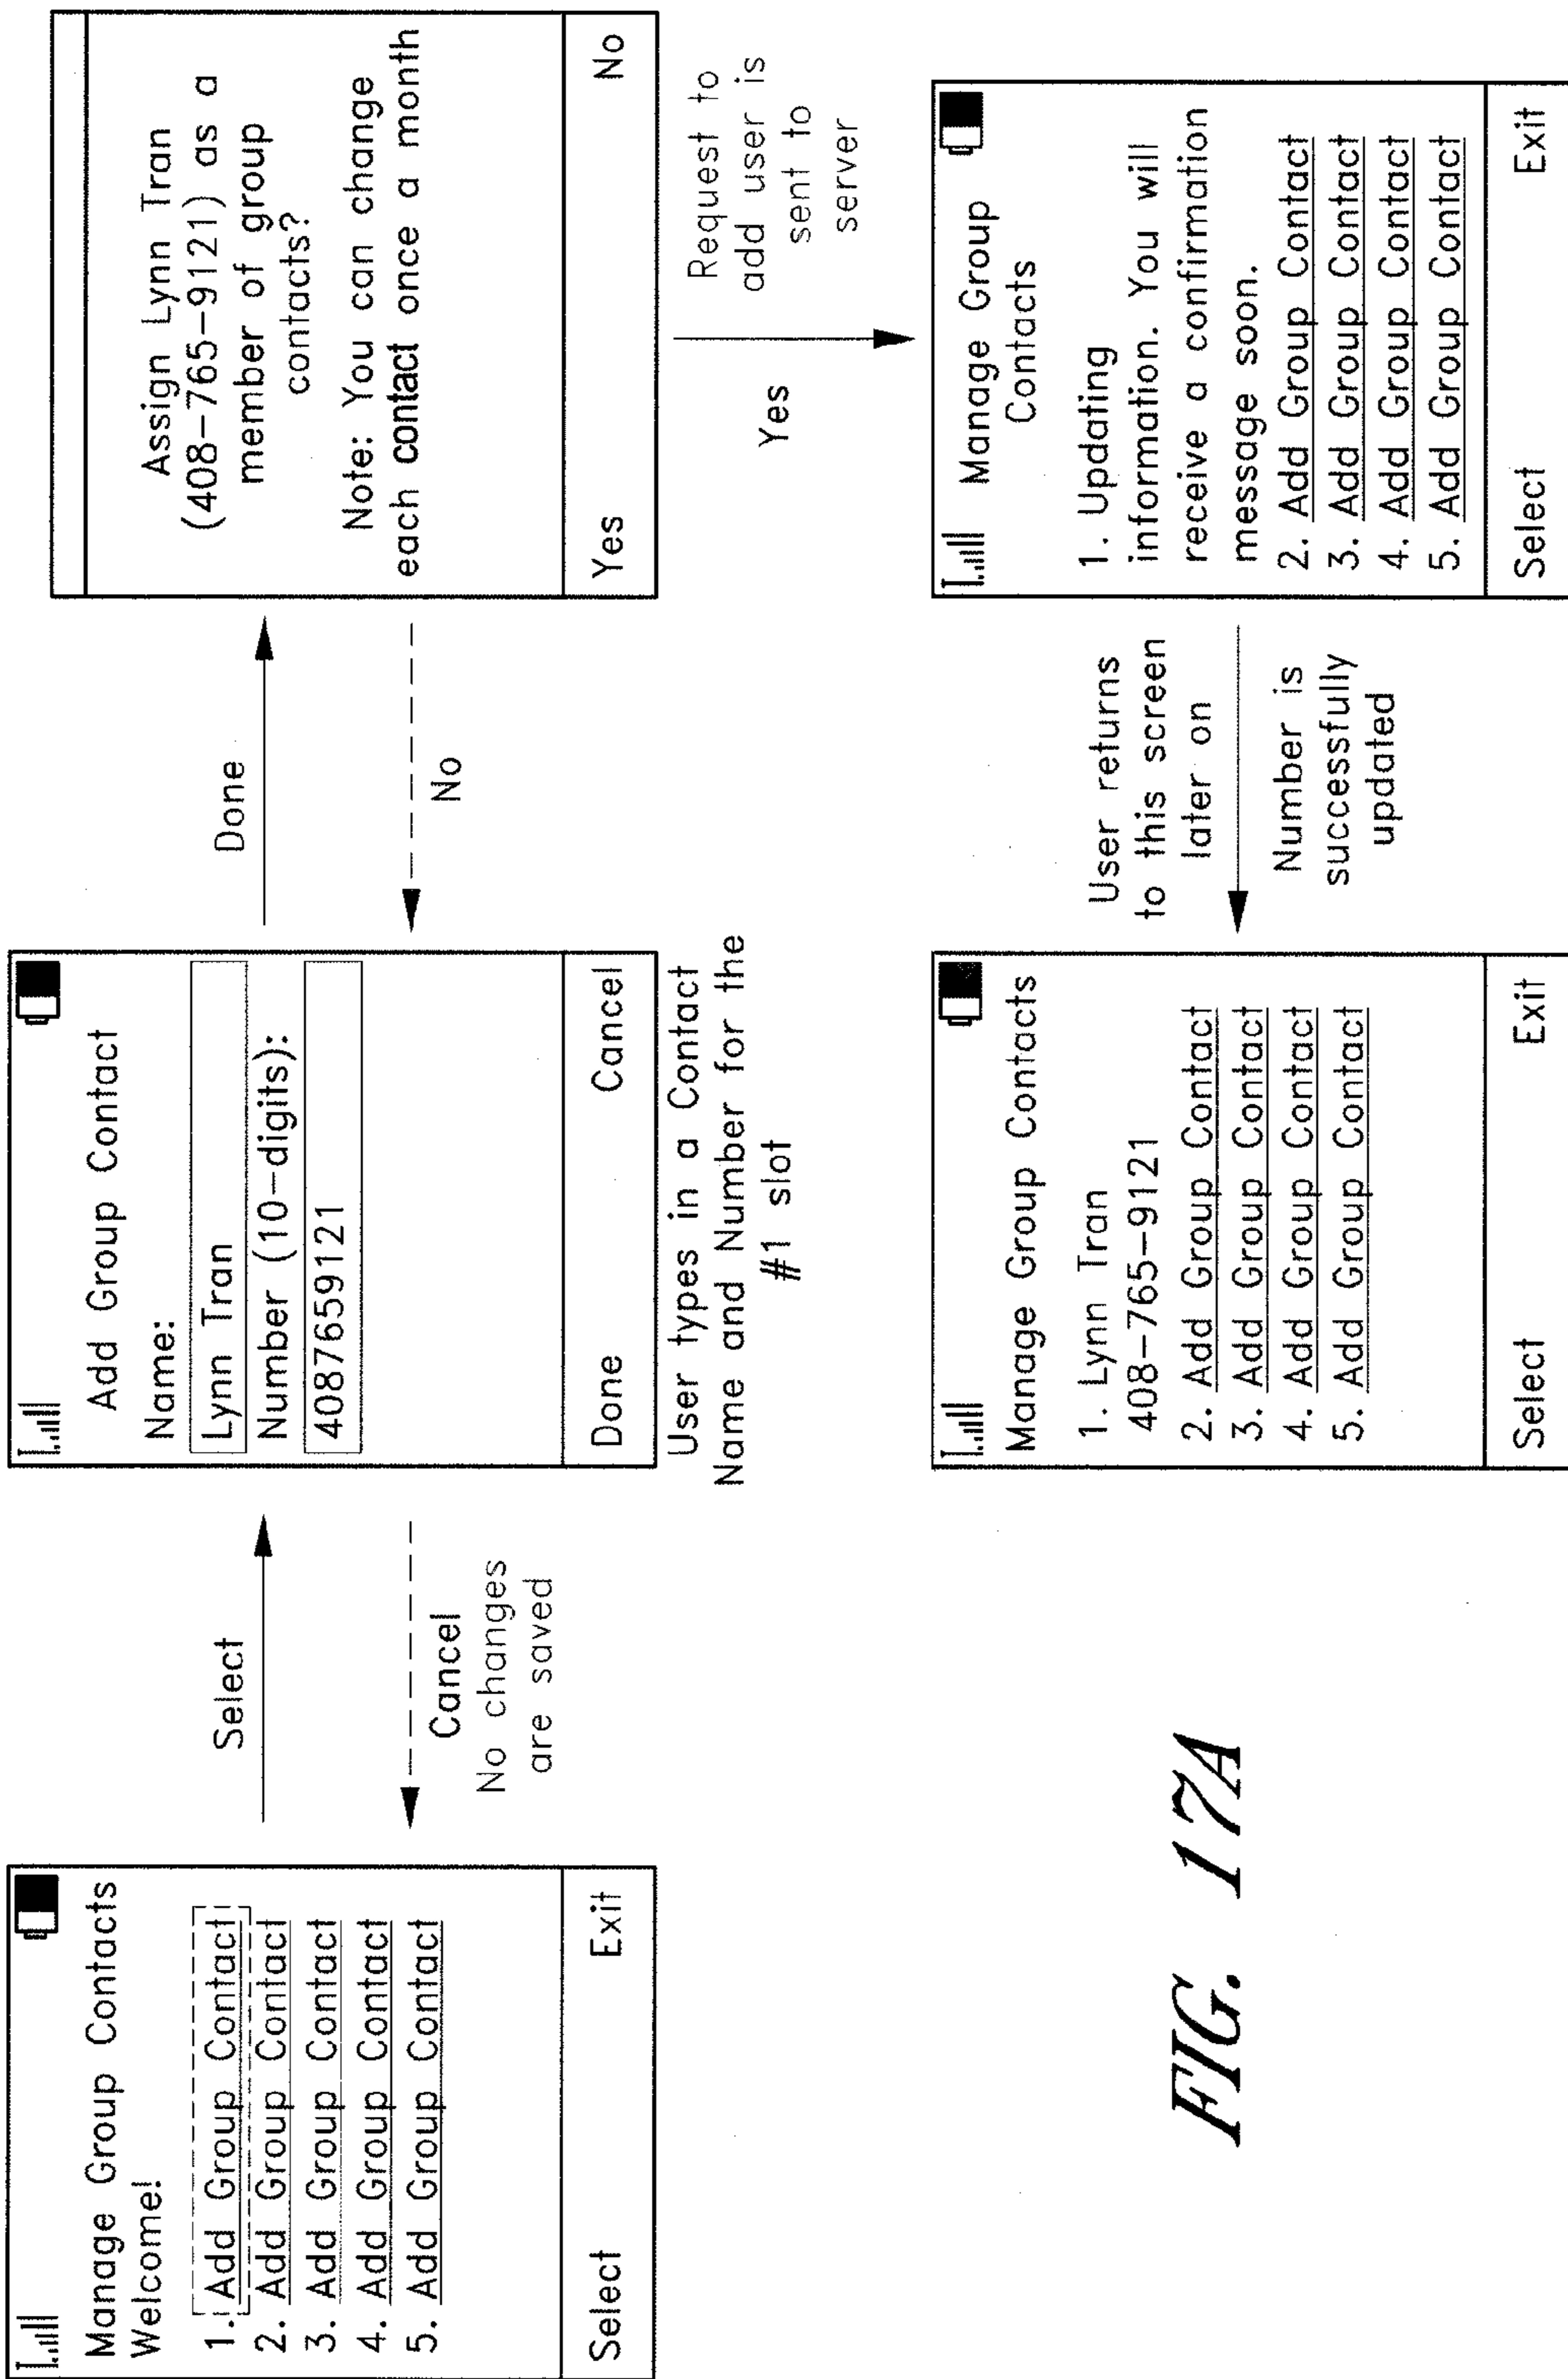 Manage Group Contacts
Welcome!
1. Add Group Contact
2. Add Group Contact
3. Add Group Contact
4. Add Group Contact
5. Add Group Contact
Select Exit
Select
Cancel
No changes
are saved
Add Group Contact
Name:
Lynn Tran
Number (10-digits):
4087659121
Done Cancel
User types in a Contact
Name and Number for the
#1 slot
Done
No
Assign Lynn Tran
(408-765-9121) as a
member of group
contacts?
Note: You can change
each contact once a month
Yes No
Yes
Request to
add user is
sent to
server
Manage Group
Contacts
1. Updating
information. You will
receive a confirmation
message soon.
2. Add Group Contact
3. Add Group Contact
4. Add Group Contact
5. Add Group Contact
Select Exit
User returns
to this screen
later on
Number is
successfully
updated
Manage Group Contacts
1. Lynn Tran
408-765-9121
2. Add Group Contact
3. Add Group Contact
4. Add Group Contact
5. Add Group Contact
Select Exit
FIG. 17A